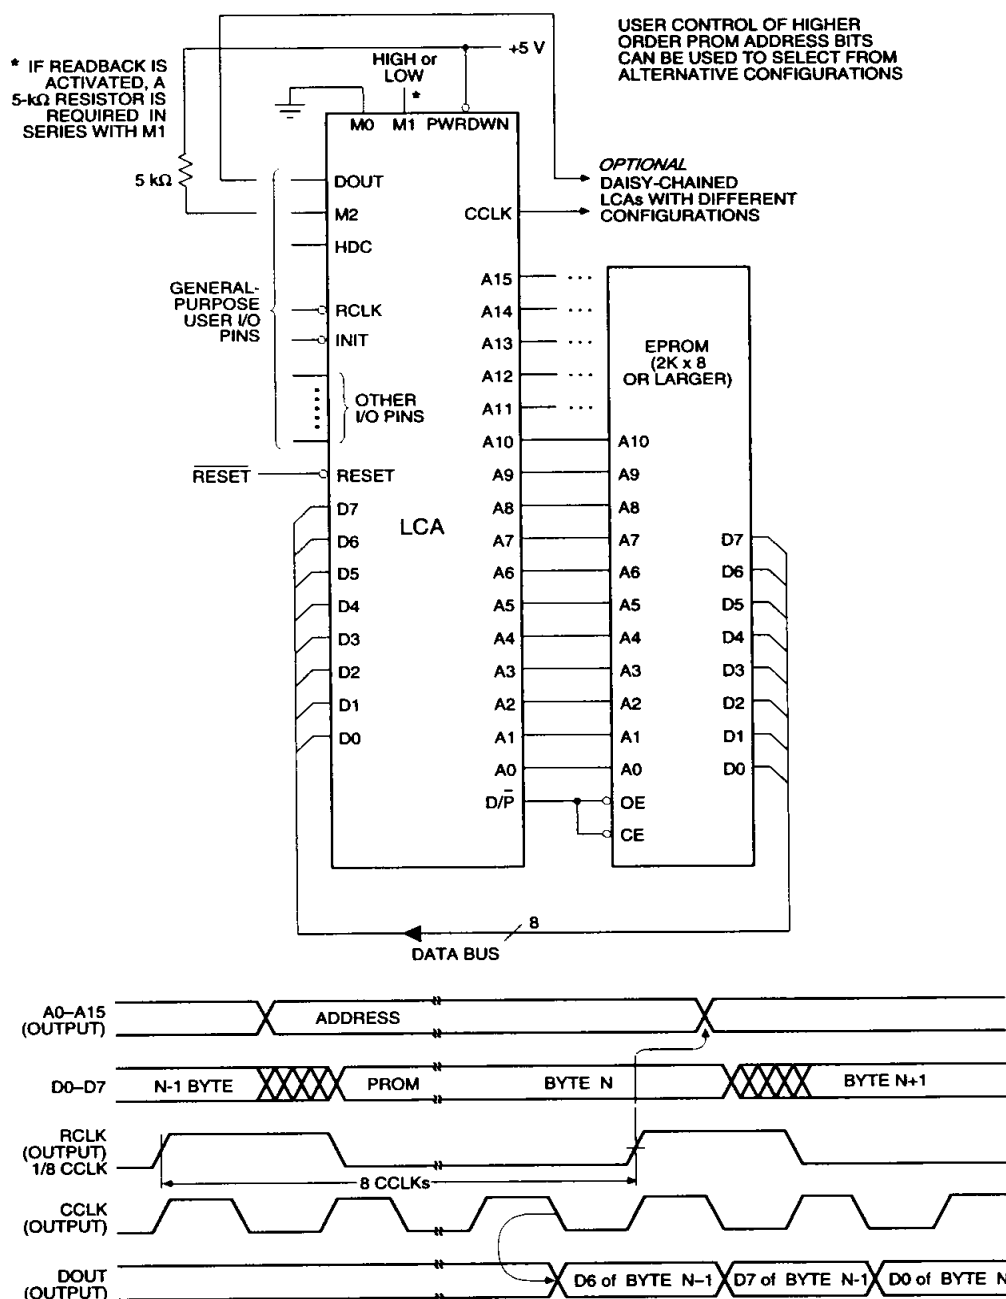 USER CONTROL OF HIGHER
ORDER PROM ADDRESS BITS
CAN BE USED TO SELECT FROM
ALTERNATIVE CONFIGURATIONS
+5 V
* IF READBACK IS
ACTIVATED, A
5-kΩ RESISTOR IS
REQUIRED IN
SERIES WITH M1
HIGH or
LOW
*
M0 M1 PWRDWN
5 kΩ
OPTIONAL
DAISY-CHAINED
LCAs WITH DIFFERENT
CONFIGURATIONS
GENERAL-
PURPOSE
USER I/O
PINS
DOUT
M2
HDC
RCLK
INIT
OTHER
I/O PINS
RESET
RESET
D7
D6
D5
D4
D3
D2
D1
D0
LCA
CCLK
A15 ...
A14 ...
A13 ...
A12 ...
A11 ...
A10
A9
A8
A7
A6
A5
A4
A3
A2
A1
A0
D/P̅
EPROM
(2K x 8
OR LARGER)
A10
A9
A8
A7
A6
A5
A4
A3
A2
A1
A0
OE
CE
D7
D6
D5
D4
D3
D2
D1
D0
8
DATA BUS
A0–A15
(OUTPUT)
ADDRESS
D0–D7
N-1 BYTE PROM BYTE N BYTE N+1
RCLK
(OUTPUT)
1/8 CCLK
8 CCLKs
CCLK
(OUTPUT)
DOUT
(OUTPUT)
D6 of BYTE N–1 D7 of BYTE N-1 D0 of BYTE N